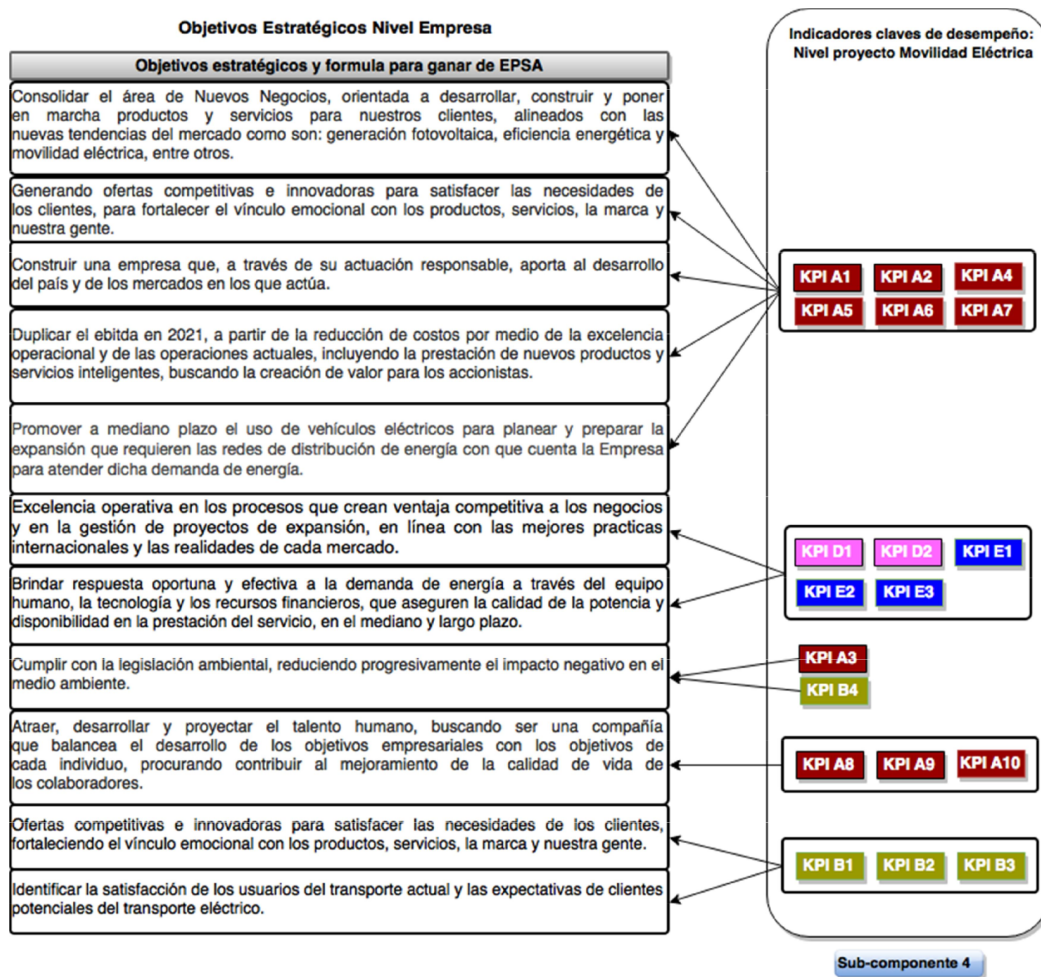 Objetivos Estratégicos Nivel Empresa
Indicadores claves de desempeño:
Nivel proyecto Movilidad Eléctrica
Objetivos estratégicos y formula para ganar de EPSA
Consolidar el área de Nuevos Negocios, orientada a desarrollar, construir y poner
en marcha productos y servicios para nuestros clientes, alineados con las
nuevas tendencias del mercado como son: generación fotovoltaica, eficiencia energética y
movilidad eléctrica, entre otros.
Generando ofertas competitivas e innovadoras para satisfacer las necesidades de
los clientes, para fortalecer el vínculo emocional con los productos, servicios, la marca y
nuestra gente.
Construir una empresa que, a través de su actuación responsable, aporta al desarrollo
del país y de los mercados en los que actúa.
KPI A1 KPI A2 KPI A4
KPI A5 KPI A6 KPI A7
Duplicar el ebitda en 2021, a partir de la reducción de costos por medio de la excelencia
operacional y de las operaciones actuales, incluyendo la prestación de nuevos productos y
servicios inteligentes, buscando la creación de valor para los accionistas.
Promover a mediano plazo el uso de vehículos eléctricos para planear y preparar la
expansión que requieren las redes de distribución de energía con que cuenta la Empresa
para atender dicha demanda de energía.
Excelencia operativa en los procesos que crean ventaja competitiva a los negocios
y en la gestión de proyectos de expansión, en línea con las mejores practicas
internacionales y las realidades de cada mercado.
KPI D1 KPI D2 KPI E1
KPI E2 KPI E3
Brindar respuesta oportuna y efectiva a la demanda de energía a través del equipo
humano, la tecnología y los recursos financieros, que aseguren la calidad de la potencia y
disponibilidad en la prestación del servicio, en el mediano y largo plazo.
Cumplir con la legislación ambiental, reduciendo progresivamente el impacto negativo en el
medio ambiente.
KPI A3
KPI B4
Atraer, desarrollar y proyectar el talento humano, buscando ser una compañía
que balancea el desarrollo de los objetivos empresariales con los objetivos de
cada individuo, procurando contribuir al mejoramiento de la calidad de vida de
los colaboradores.
KPI A8 KPI A9 KPI A10
Ofertas competitivas e innovadoras para satisfacer las necesidades de los clientes,
fortaleciendo el vínculo emocional con los productos, servicios, la marca y nuestra gente.
KPI B1 KPI B2 KPI B3
Identificar la satisfacción de los usuarios del transporte actual y las expectativas de clientes
potenciales del transporte eléctrico.
Sub-componente 4